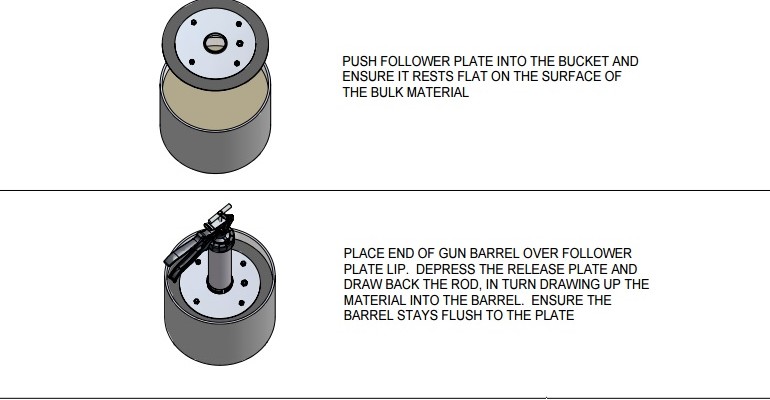 PUSH FOLLOWER PLATE INTO THE BUCKET AND
ENSURE IT RESTS FLAT ON THE SURFACE OF
THE BULK MATERIAL
PLACE END OF GUN BARREL OVER FOLLOWER
PLATE LIP.  DEPRESS THE RELEASE PLATE AND
DRAW BACK THE ROD, IN TURN DRAWING UP THE
MATERIAL INTO THE BARREL.  ENSURE THE
BARREL STAYS FLUSH TO THE PLATE